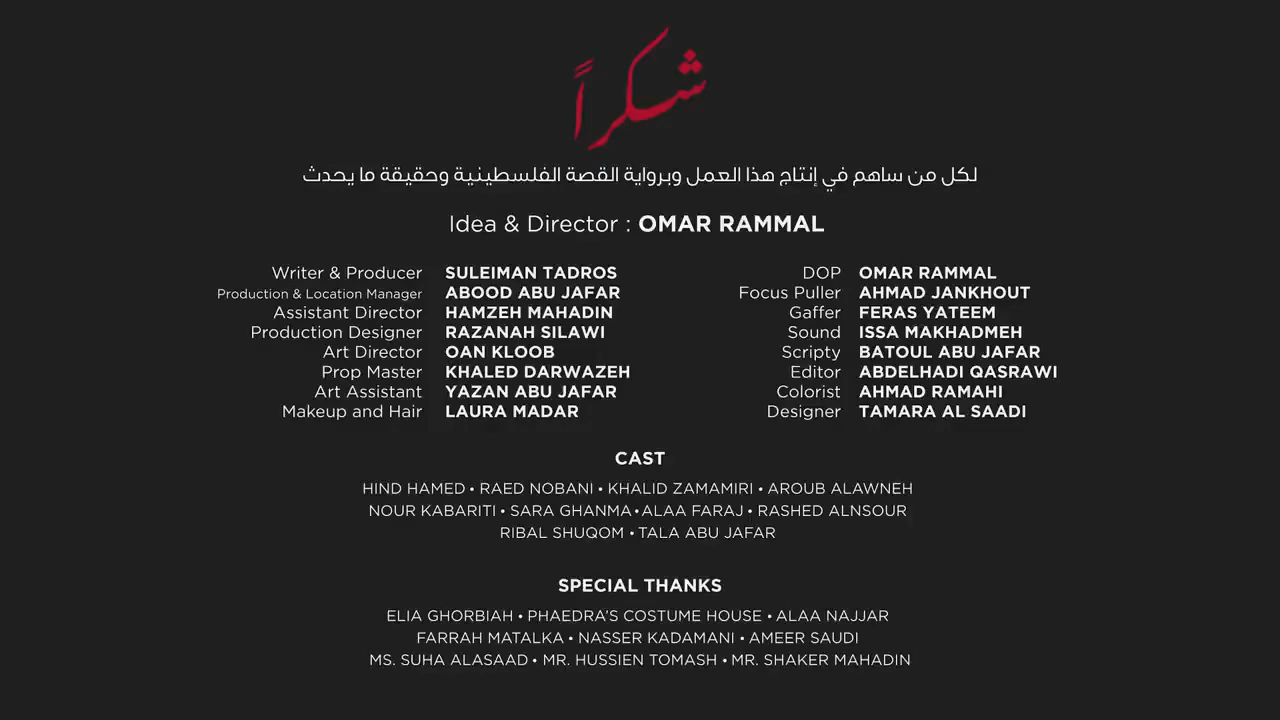 شكراً
لكل من ساهم في إنتاج هذا العمل وبرواية القصة الفلسطينية وحقيقة ما يحدث
Idea & Director : OMAR RAMMAL
Writer & Producer SULEIMAN TADROS
Production & Location Manager ABOOD ABU JAFAR
Assistant Director HAMZEH MAHADIN
Production Designer RAZANAH SILAWI
Art Director OAN KLOOB
Prop Master KHALED DARWAZEH
Art Assistant YAZAN ABU JAFAR
Makeup and Hair LAURA MADAR
DOP OMAR RAMMAL
Focus Puller AHMAD JANKHOUT
Gaffer FERAS YATEEM
Sound ISSA MAKHADMEH
Scripty BATOUL ABU JAFAR
Editor ABDELHADI QASRAWI
Colorist AHMAD RAMAHI
Designer TAMARA AL SAADI
CAST
HIND HAMED • RAED NOBANI • KHALID ZAMAMIRI • AROUB ALAWNEH
NOUR KABARITI • SARA GHANMA • ALAA FARAJ • RASHED ALNSOUR
RIBAL SHUQOM • TALA ABU JAFAR
SPECIAL THANKS
ELIA GHORBIAH • PHAEDRA'S COSTUME HOUSE • ALAA NAJJAR
FARRAH MATALKA • NASSER KADAMANI • AMEER SAUDI
MS. SUHA ALASAAD • MR. HUSSIEN TOMASH • MR. SHAKER MAHADIN